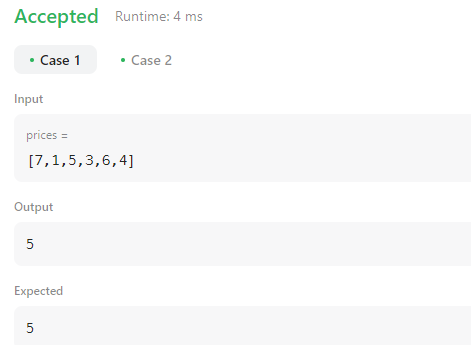 Accepted Runtime: 4 ms
• Case 1 • Case 2
Input
prices =
[7,1,5,3,6,4]
Output
5
Expected
5